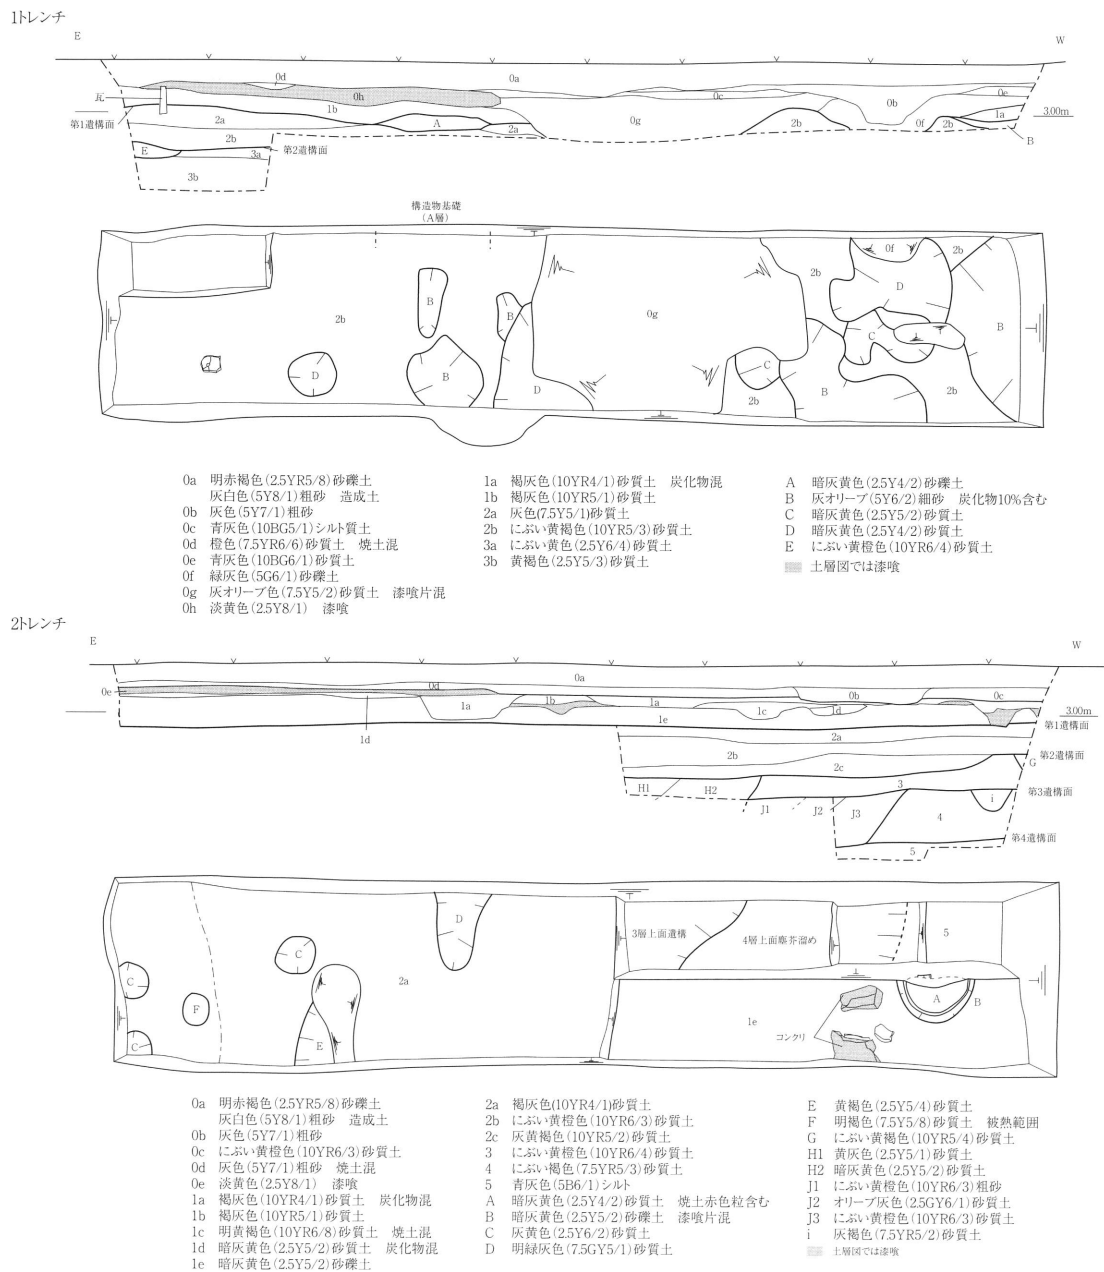 1トレンチ
E
W
0d
0a
瓦
0h
0c
0e
1b
0b
第1遺構面
2a
A
2a
0g
2b
0f
2b
1a
3.00m
B
2b
E
3a
第2遺構面
3b
構造物基礎
(A層)
0f
2b
2b
D
B
B
2b
0g
B
C
D
B
D
C
2b
B
2b
0a 明赤褐色(2.5YR5/8)砂礫土
灰白色(5Y8/1)粗砂 造成土
0b 灰色(5Y7/1)粗砂
0c 青灰色(10BG5/1)シルト質土
0d 橙色(7.5YR6/6)砂質土 焼土混
0e 青灰色(10BG6/1)砂質土
0f 緑灰色(5G6/1)砂礫土
0g 灰オリーブ色(7.5Y5/2)砂質土 漆喰片混
0h 淡黄色(2.5Y8/1) 漆喰
1a 褐灰色(10YR4/1)砂質土 炭化物混
1b 褐灰色(10YR5/1)砂質土
2a 灰色(7.5Y5/1)砂質土
2b にぶい黄褐色(10YR5/3)砂質土
3a にぶい黄色(2.5Y6/4)砂質土
3b 黄褐色(2.5Y5/3)砂質土
A 暗灰黄色(2.5Y4/2)砂礫土
B 灰オリーブ(5Y6/2)細砂 炭化物10%含む
C 暗灰黄色(2.5Y5/2)砂質土
D 暗灰黄色(2.5Y4/2)砂質土
E にぶい黄橙色(10YR6/4)砂質土
土層図では漆喰
2トレンチ
E
W
0a
0e
0d
1b
1a
0b
0c
1a
1c
1d
3.00m
1e
第1遺構面
1d
2a
2b
第2遺構面
2c
G
H1
H2
3
第3遺構面
J1
J2
J3
i
4
第4遺構面
5
D
3層上面遺構
4層上面塵芥溜め
5
C
C
2a
F
A
B
1e
コンクリ
C
E
0a 明赤褐色(2.5YR5/8)砂礫土
灰白色(5Y8/1)粗砂 造成土
0b 灰色(5Y7/1)粗砂
0c にぶい黄橙色(10YR6/3)砂質土
0d 灰色(5Y7/1)粗砂 焼土混
0e 淡黄色(2.5Y8/1) 漆喰
1a 褐灰色(10YR4/1)砂質土 炭化物混
1b 褐灰色(10YR5/1)砂質土
1c 明黄褐色(10YR6/8)砂質土 焼土混
1d 暗灰黄色(2.5Y5/2)砂質土 炭化物混
1e 暗灰黄色(2.5Y5/2)砂礫土
2a 褐灰色(10YR4/1)砂質土
2b にぶい黄橙色(10YR6/3)砂質土
2c 灰黄褐色(10YR5/2)砂質土
3 にぶい黄橙色(10YR6/4)砂質土
4 にぶい褐色(7.5YR5/3)砂質土
5 青灰色(5B6/1)シルト
A 暗灰黄色(2.5Y4/2)砂質土 焼土赤色粒含む
B 暗灰黄色(2.5Y5/2)砂礫土 漆喰片混
C 灰黄色(2.5Y6/2)砂質土
D 明緑灰色(7.5GY5/1)砂質土
E 黄褐色(2.5Y5/4)砂質土
F 明褐色(7.5Y5/8)砂質土 被熱範囲
G にぶい黄褐色(10YR5/4)砂質土
H1 黄灰色(2.5Y5/1)砂質土
H2 暗灰黄色(2.5Y5/2)砂質土
J1 にぶい黄橙色(10YR6/3)粗砂
J2 オリーブ灰色(2.5GY6/1)砂質土
J3 にぶい黄橙色(10YR6/3)砂質土
i 灰褐色(7.5YR5/2)砂質土
土層図では漆喰